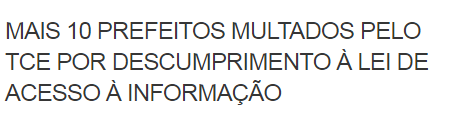 MAIS 10 PREFEITOS MULTADOS PELO
TCE POR DESCUMPRIMENTO À LEI DE
ACESSO À INFORMAÇÃO